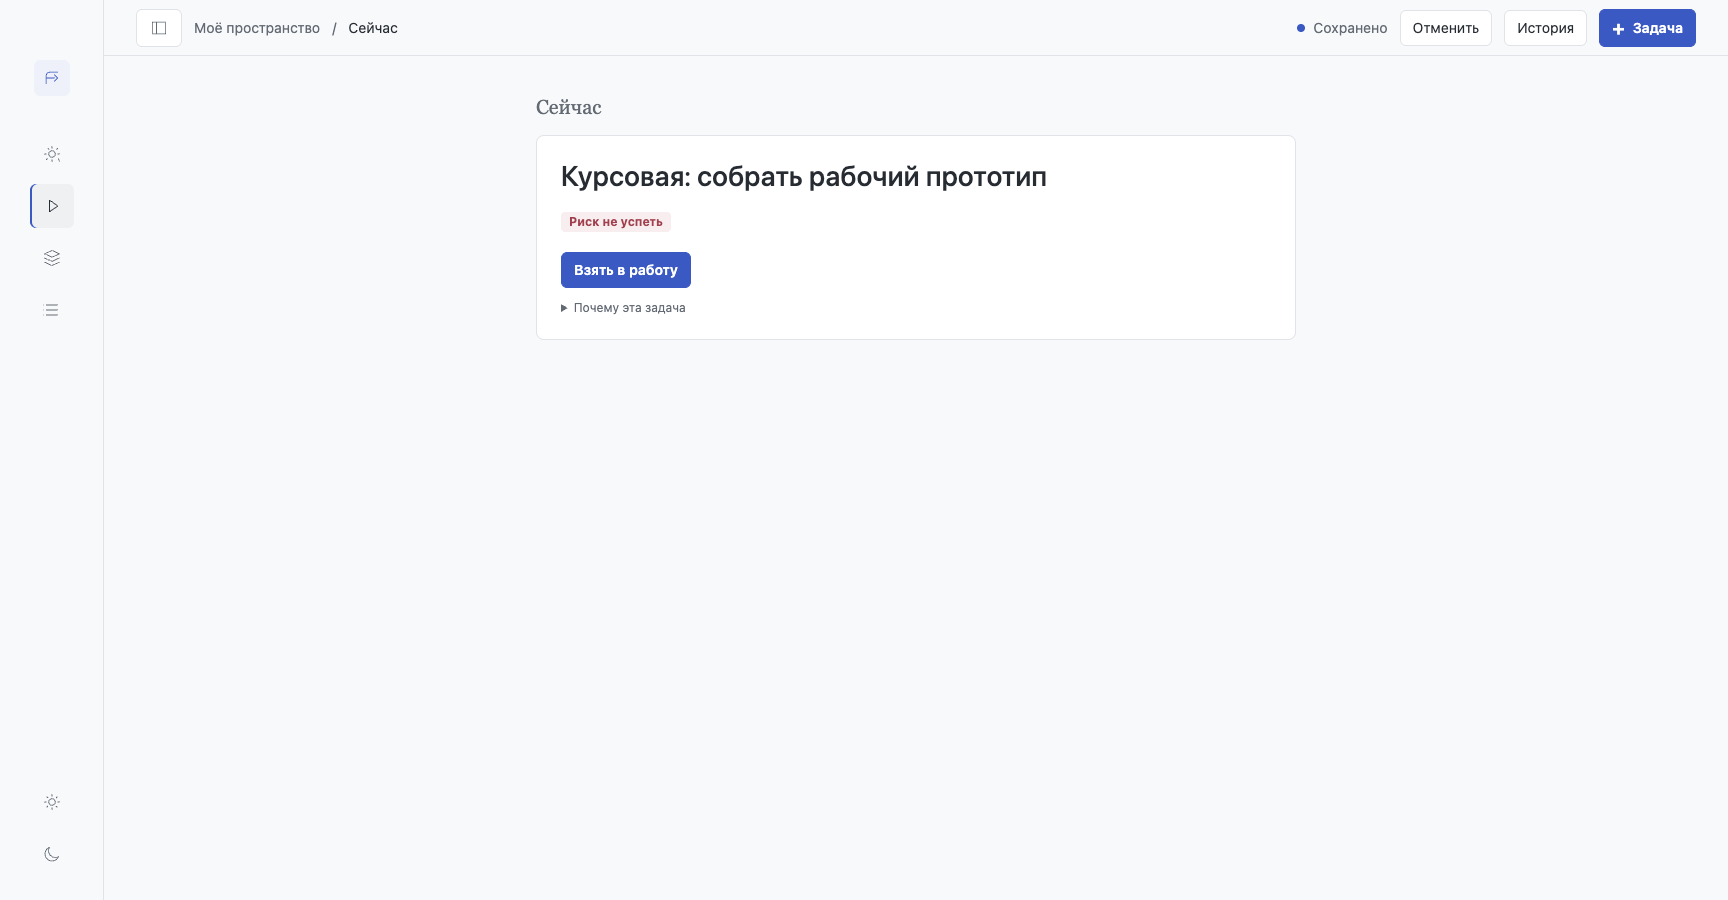 Моё пространство / Сейчас
Сохранено
Отменить
История
+ Задача
Сейчас
Курсовая: собрать рабочий прототип
Риск не успеть
Взять в работу
Почему эта задача